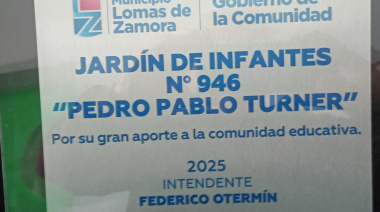 Municipio
Lomas de
Zamora
Gobierno de
la Comunidad
JARDÍN DE INFANTES
Nº 946
“PEDRO PABLO TURNER”
Por su gran aporte a la comunidad educativa.
2025
INTENDENTE
FEDERICO OTERMÍN